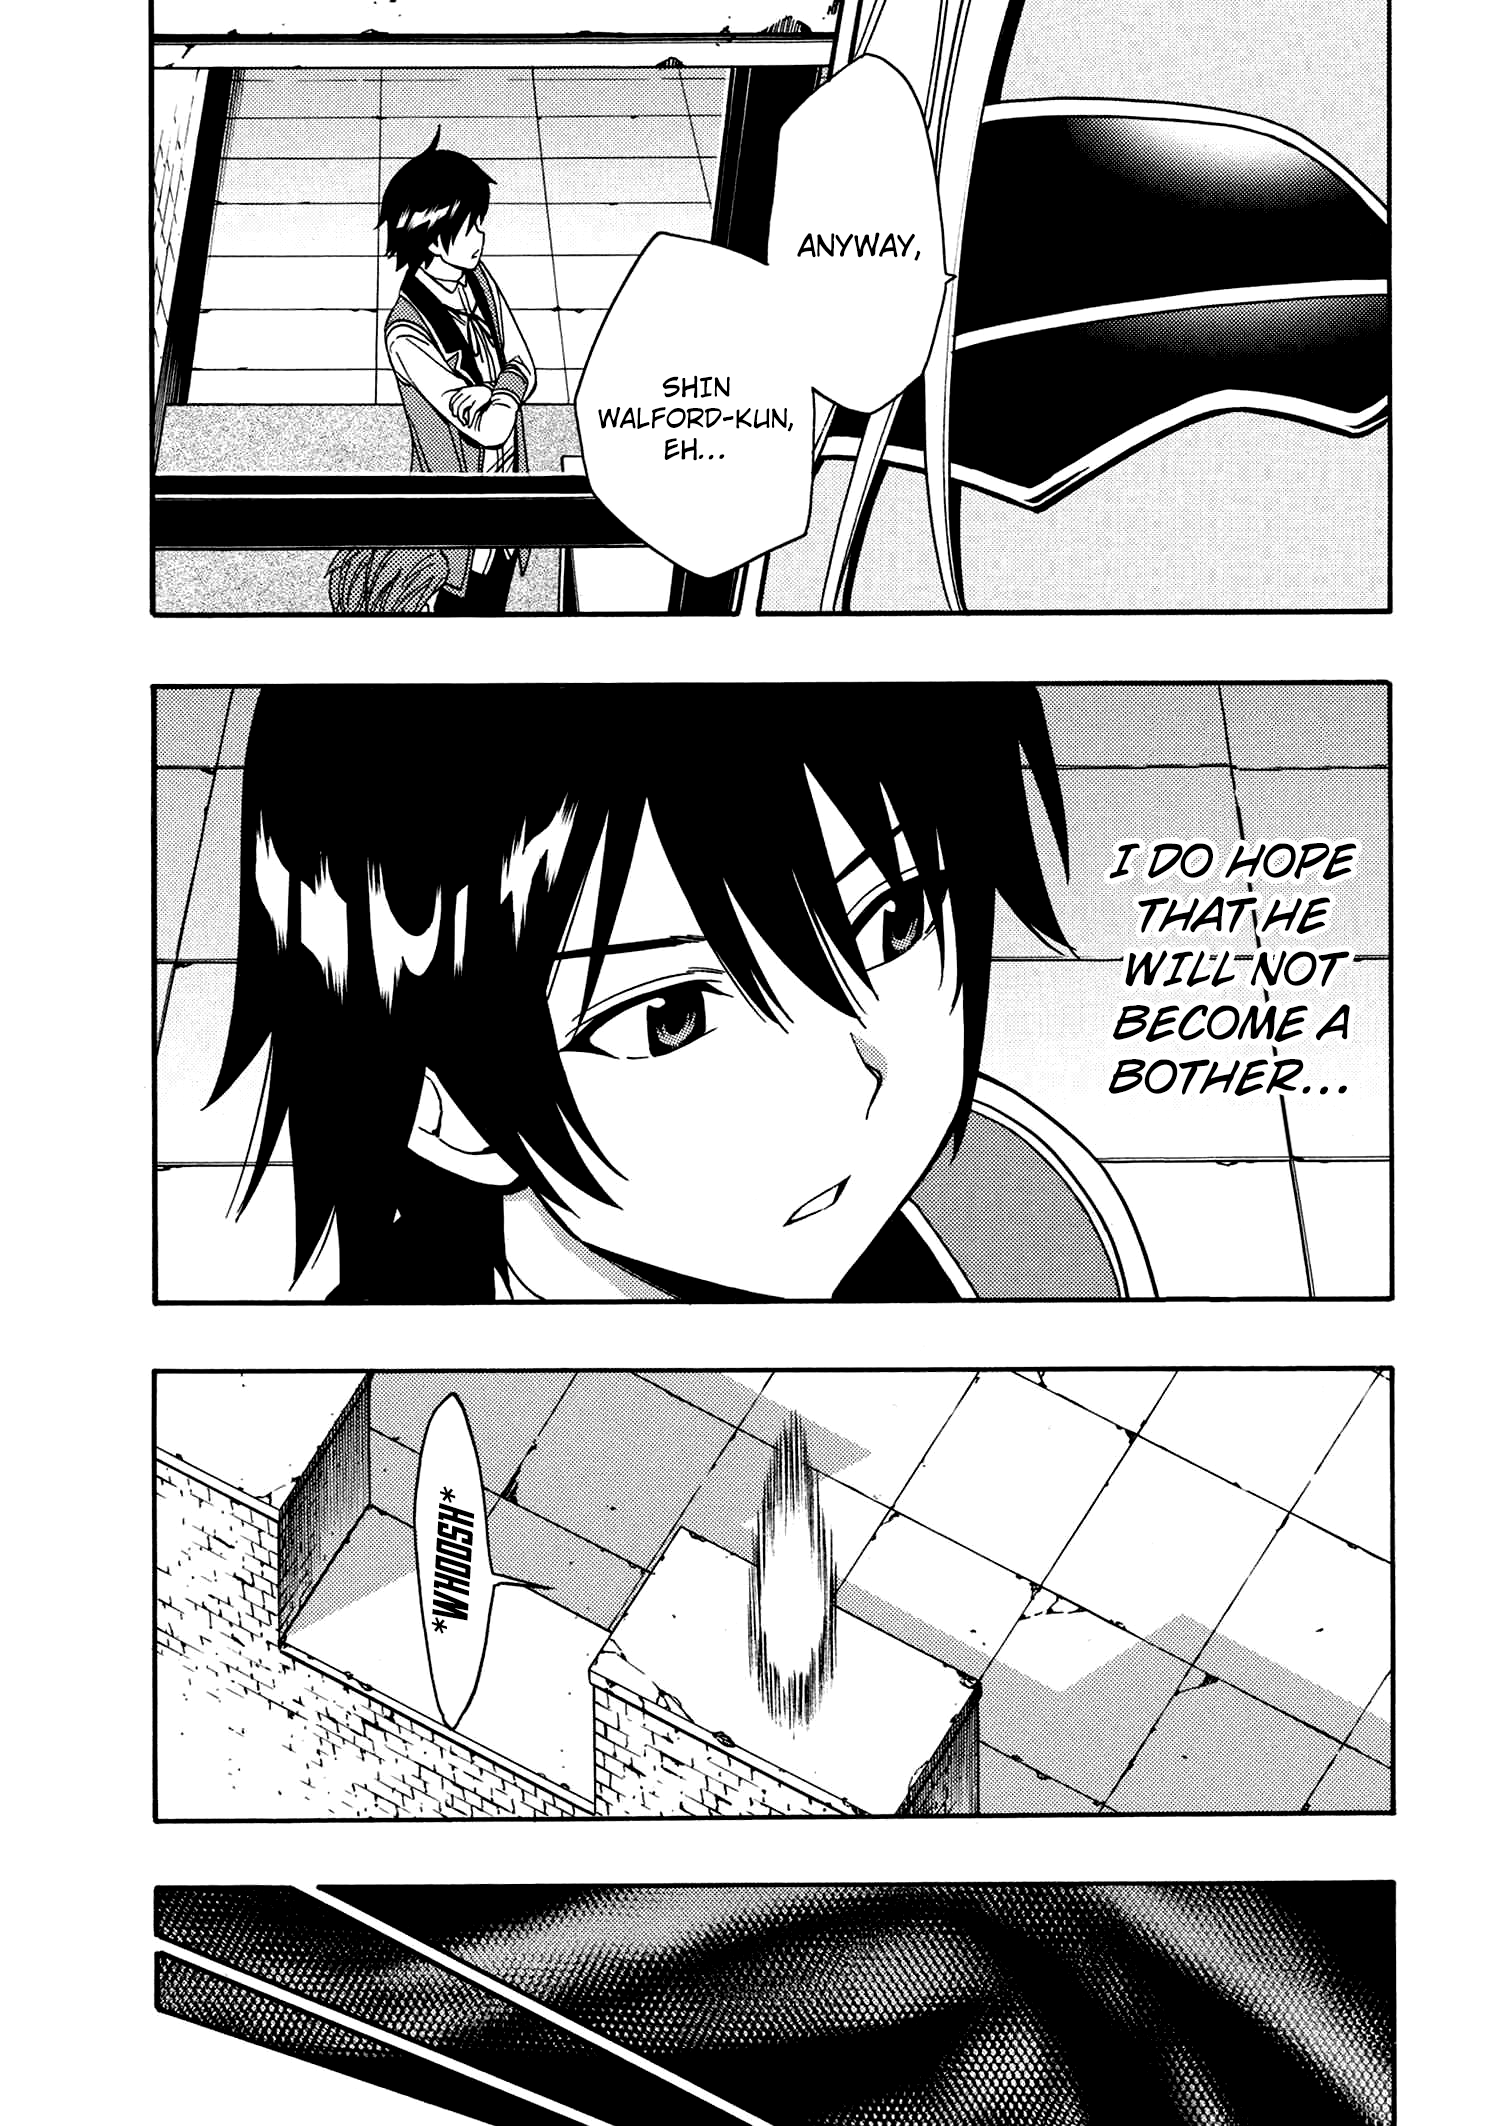 ANYWAY,
SHIN
WALFORD-KUN,
EH...
I DO HOPE
THAT HE
WILL NOT
BECOME A
BOTHER...
*WHOOSH*